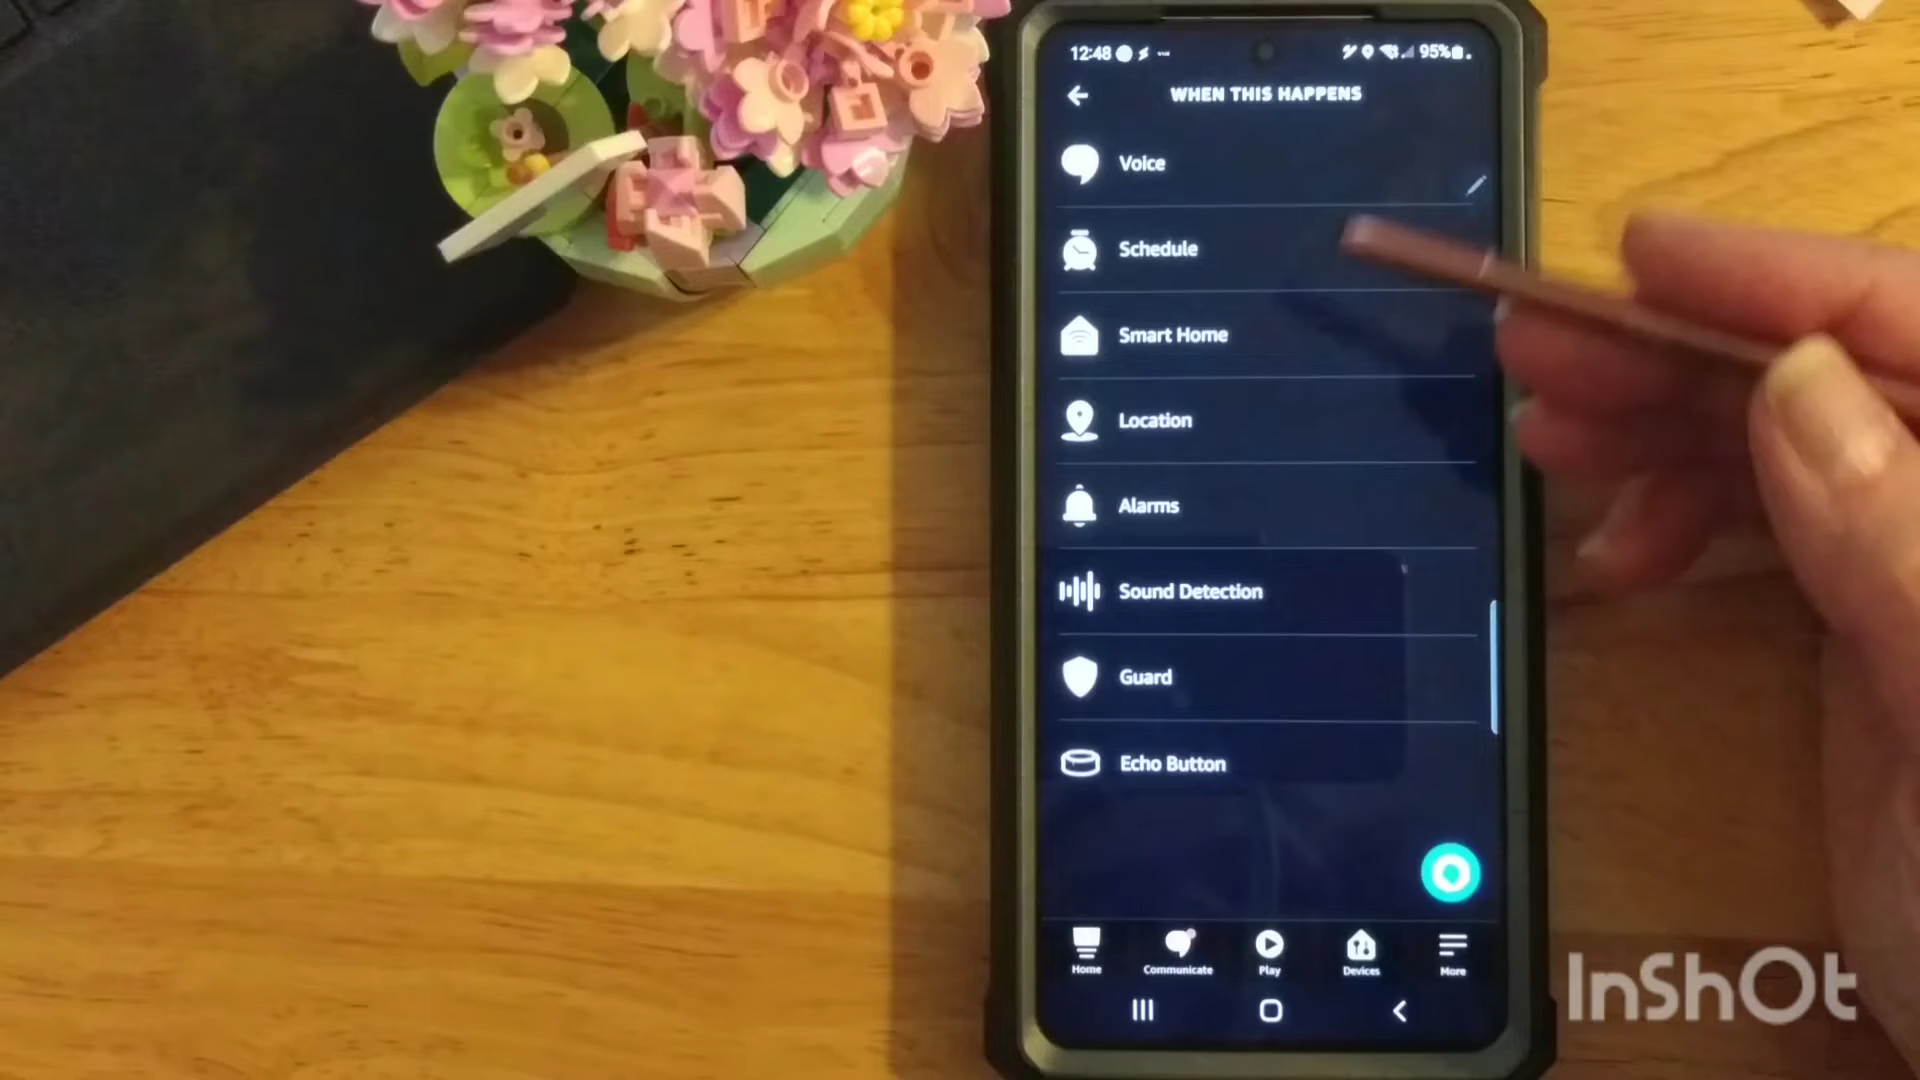 12:48
95%
WHEN THIS HAPPENS
Voice
Schedule
Smart Home
Location
Alarms
Sound Detection
Guard
Echo Button
Home
Communicate
Play
Devices
More
InShOt